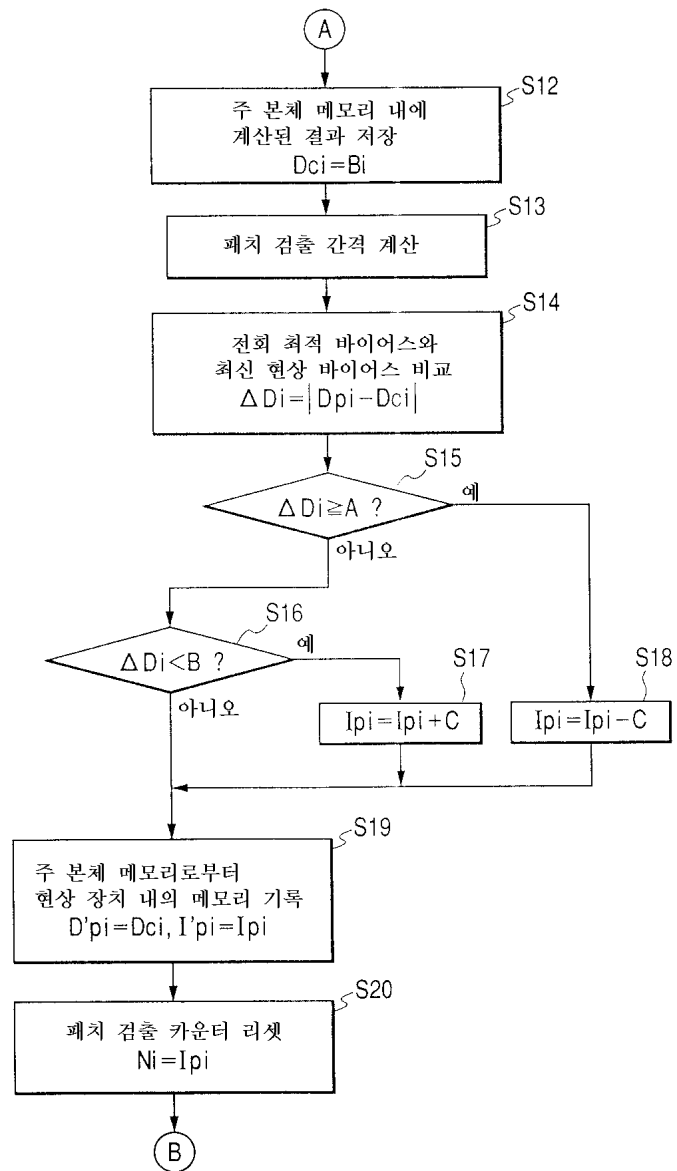 A
S12
주 본체 메모리 내에
계산된 결과 저장
Dci=Bi
S13
패치 검출 간격 계산
S14
전회 최적 바이어스와
최신 현상 바이어스 비교
ΔDi=|Dpi-Dci|
S15
ΔDi≧A ?
예
아니오
S16
ΔDi<B ?
예
아니오
S17
Ipi=Ipi+C
S18
Ipi=Ipi-C
S19
주 본체 메모리로부터
현상 장치 내의 메모리 기록
D'pi=Dci, I'pi=Ipi
S20
패치 검출 카운터 리셋
Ni=Ipi
B